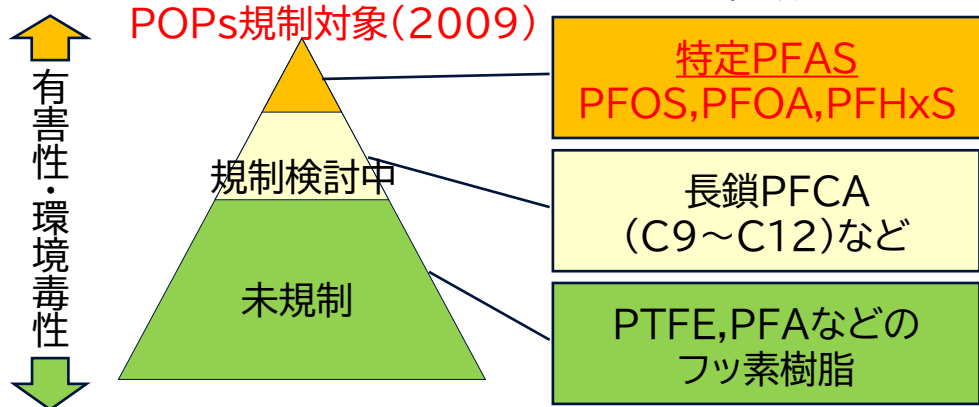 POPs規制対象(2009)
有害性・環境毒性
規制検討中
未規制
特定PFAS
PFOS,PFOA,PFHxS
長鎖PFCA
(C9～C12)など
PTFE,PFAなどの
フッ素樹脂